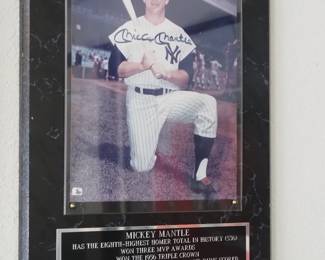 Mickey Mantle
NY
MICKEY MANTLE
HAS THE EIGHTH-HIGHEST HOMER TOTAL IN HISTORY (536)
WON THREE MVP AWARDS
WON THE 1956 TRIPLE CROWN